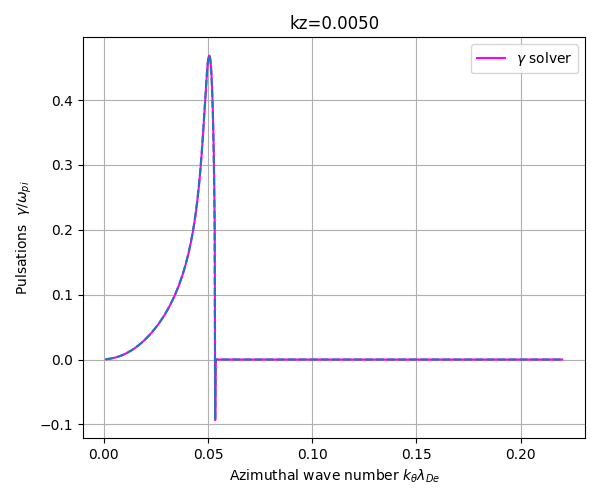 kz=0.0050
γ solver
Pulsations γ/ω_pi
0.4
0.3
0.2
0.1
0.0
−0.1
0.00 0.05 0.10 0.15 0.20
Azimuthal wave number k_θλ_De